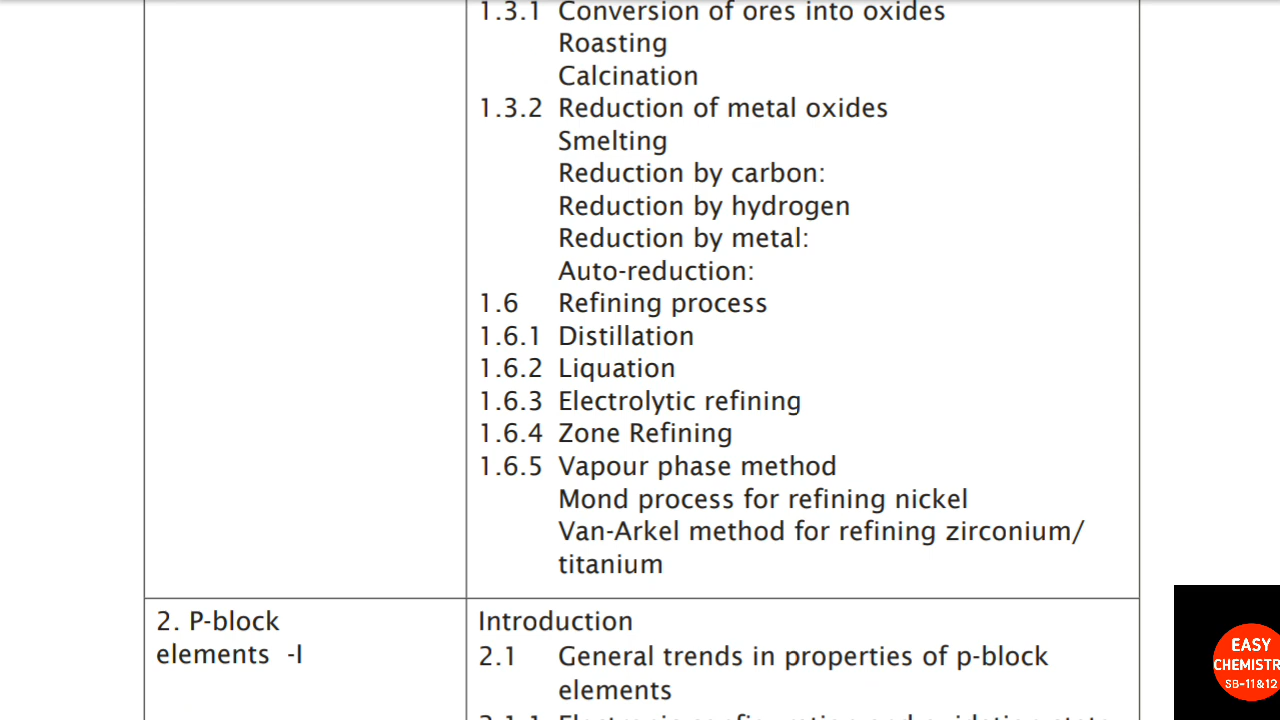 1.3.1 Conversion of ores into oxides
Roasting
Calcination
1.3.2 Reduction of metal oxides
Smelting
Reduction by carbon:
Reduction by hydrogen
Reduction by metal:
Auto-reduction:
1.6 Refining process
1.6.1 Distillation
1.6.2 Liquation
1.6.3 Electrolytic refining
1.6.4 Zone Refining
1.6.5 Vapour phase method
Mond process for refining nickel
Van-Arkel method for refining zirconium/
titanium
2. P-block
elements -I
Introduction
2.1 General trends in properties of p-block
elements
EASY
CHEMISTR
SB-11&12